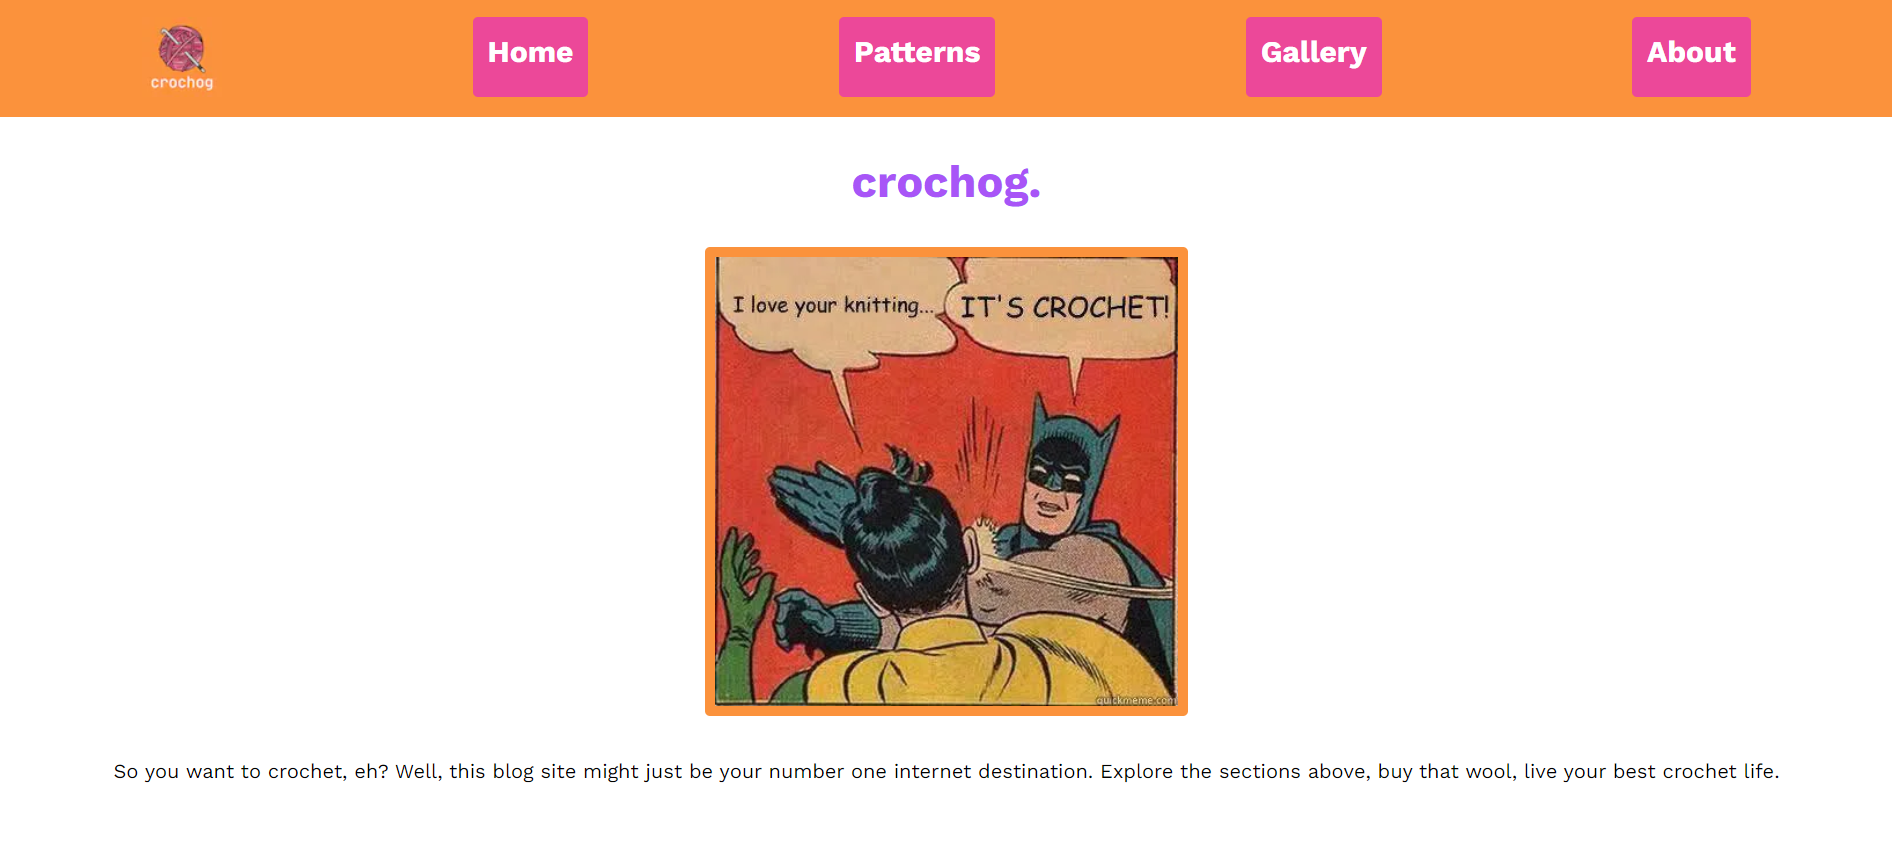 crochog
Home
Patterns
Gallery
About
crochog.
I love your knitting...
IT'S CROCHET!
quickmeme.com
So you want to crochet, eh? Well, this blog site might just be your number one internet destination. Explore the sections above, buy that wool, live your best crochet life.